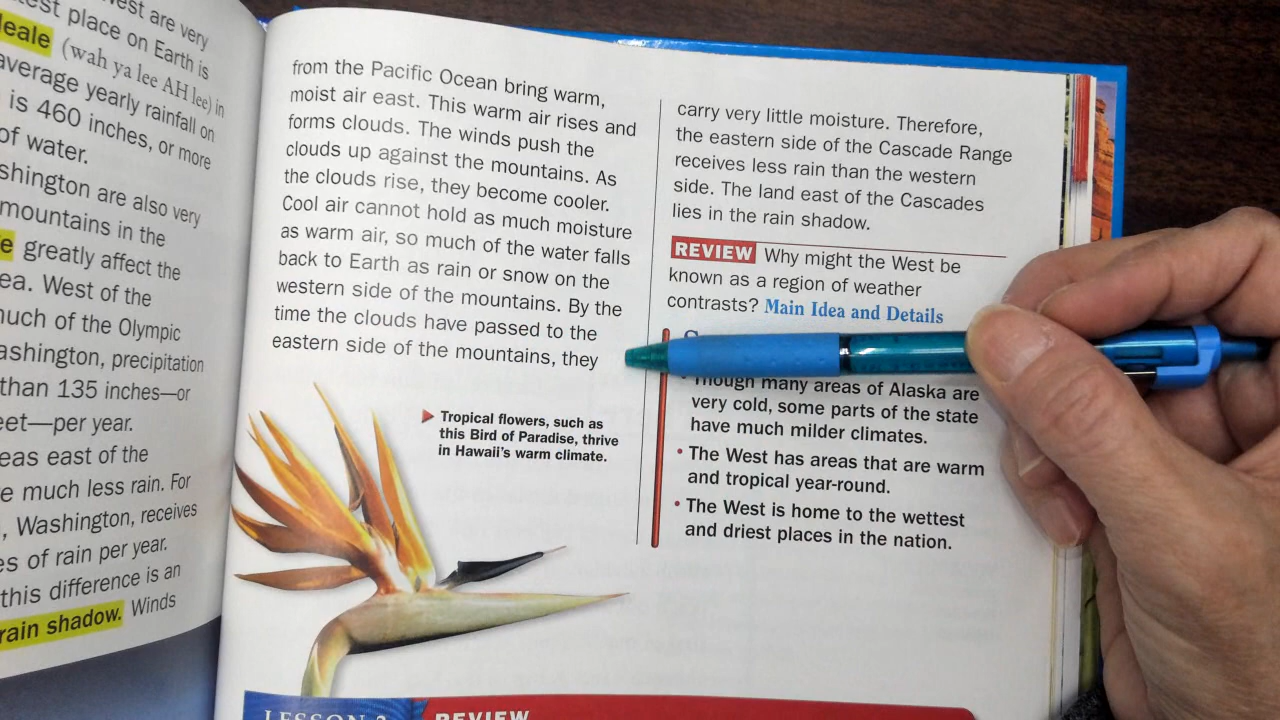 West are very
test place on Earth is
leale (wah ya lee AH lee) in
average yearly rainfall on
is 460 inches, or more
of water.
shington are also very
mountains in the
e greatly affect the
ea. West of the
much of the Olympic
ashington, precipitation
than 135 inches—or
eet—per year.
eas east of the
e much less rain. For
, Washington, receives
es of rain per year.
this difference is an
rain shadow. Winds
from the Pacific Ocean bring warm,
moist air east. This warm air rises and
forms clouds. The winds push the
clouds up against the mountains. As
the clouds rise, they become cooler.
Cool air cannot hold as much moisture
as warm air, so much of the water falls
back to Earth as rain or snow on the
western side of the mountains. By the
time the clouds have passed to the
eastern side of the mountains, they
Tropical flowers, such as
this Bird of Paradise, thrive
in Hawaii's warm climate.
carry very little moisture. Therefore,
the eastern side of the Cascade Range
receives less rain than the western
side. The land east of the Cascades
lies in the rain shadow.
REVIEW Why might the West be
known as a region of weather
contrasts? Main Idea and Details
• Though many areas of Alaska are
very cold, some parts of the state
have much milder climates.
• The West has areas that are warm
and tropical year-round.
• The West is home to the wettest
and driest places in the nation.
LESSON REVIEW